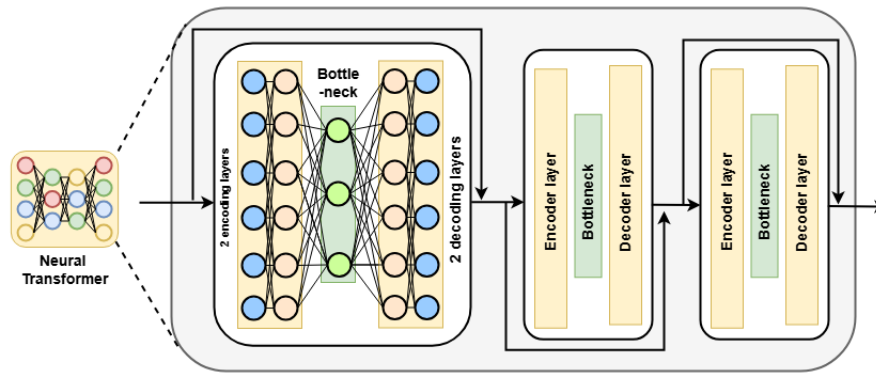 Neural
Transformer
2 encoding layers
Bottle
-neck
2 decoding layers
Encoder layer
Bottleneck
Decoder layer
Encoder layer
Bottleneck
Decoder layer